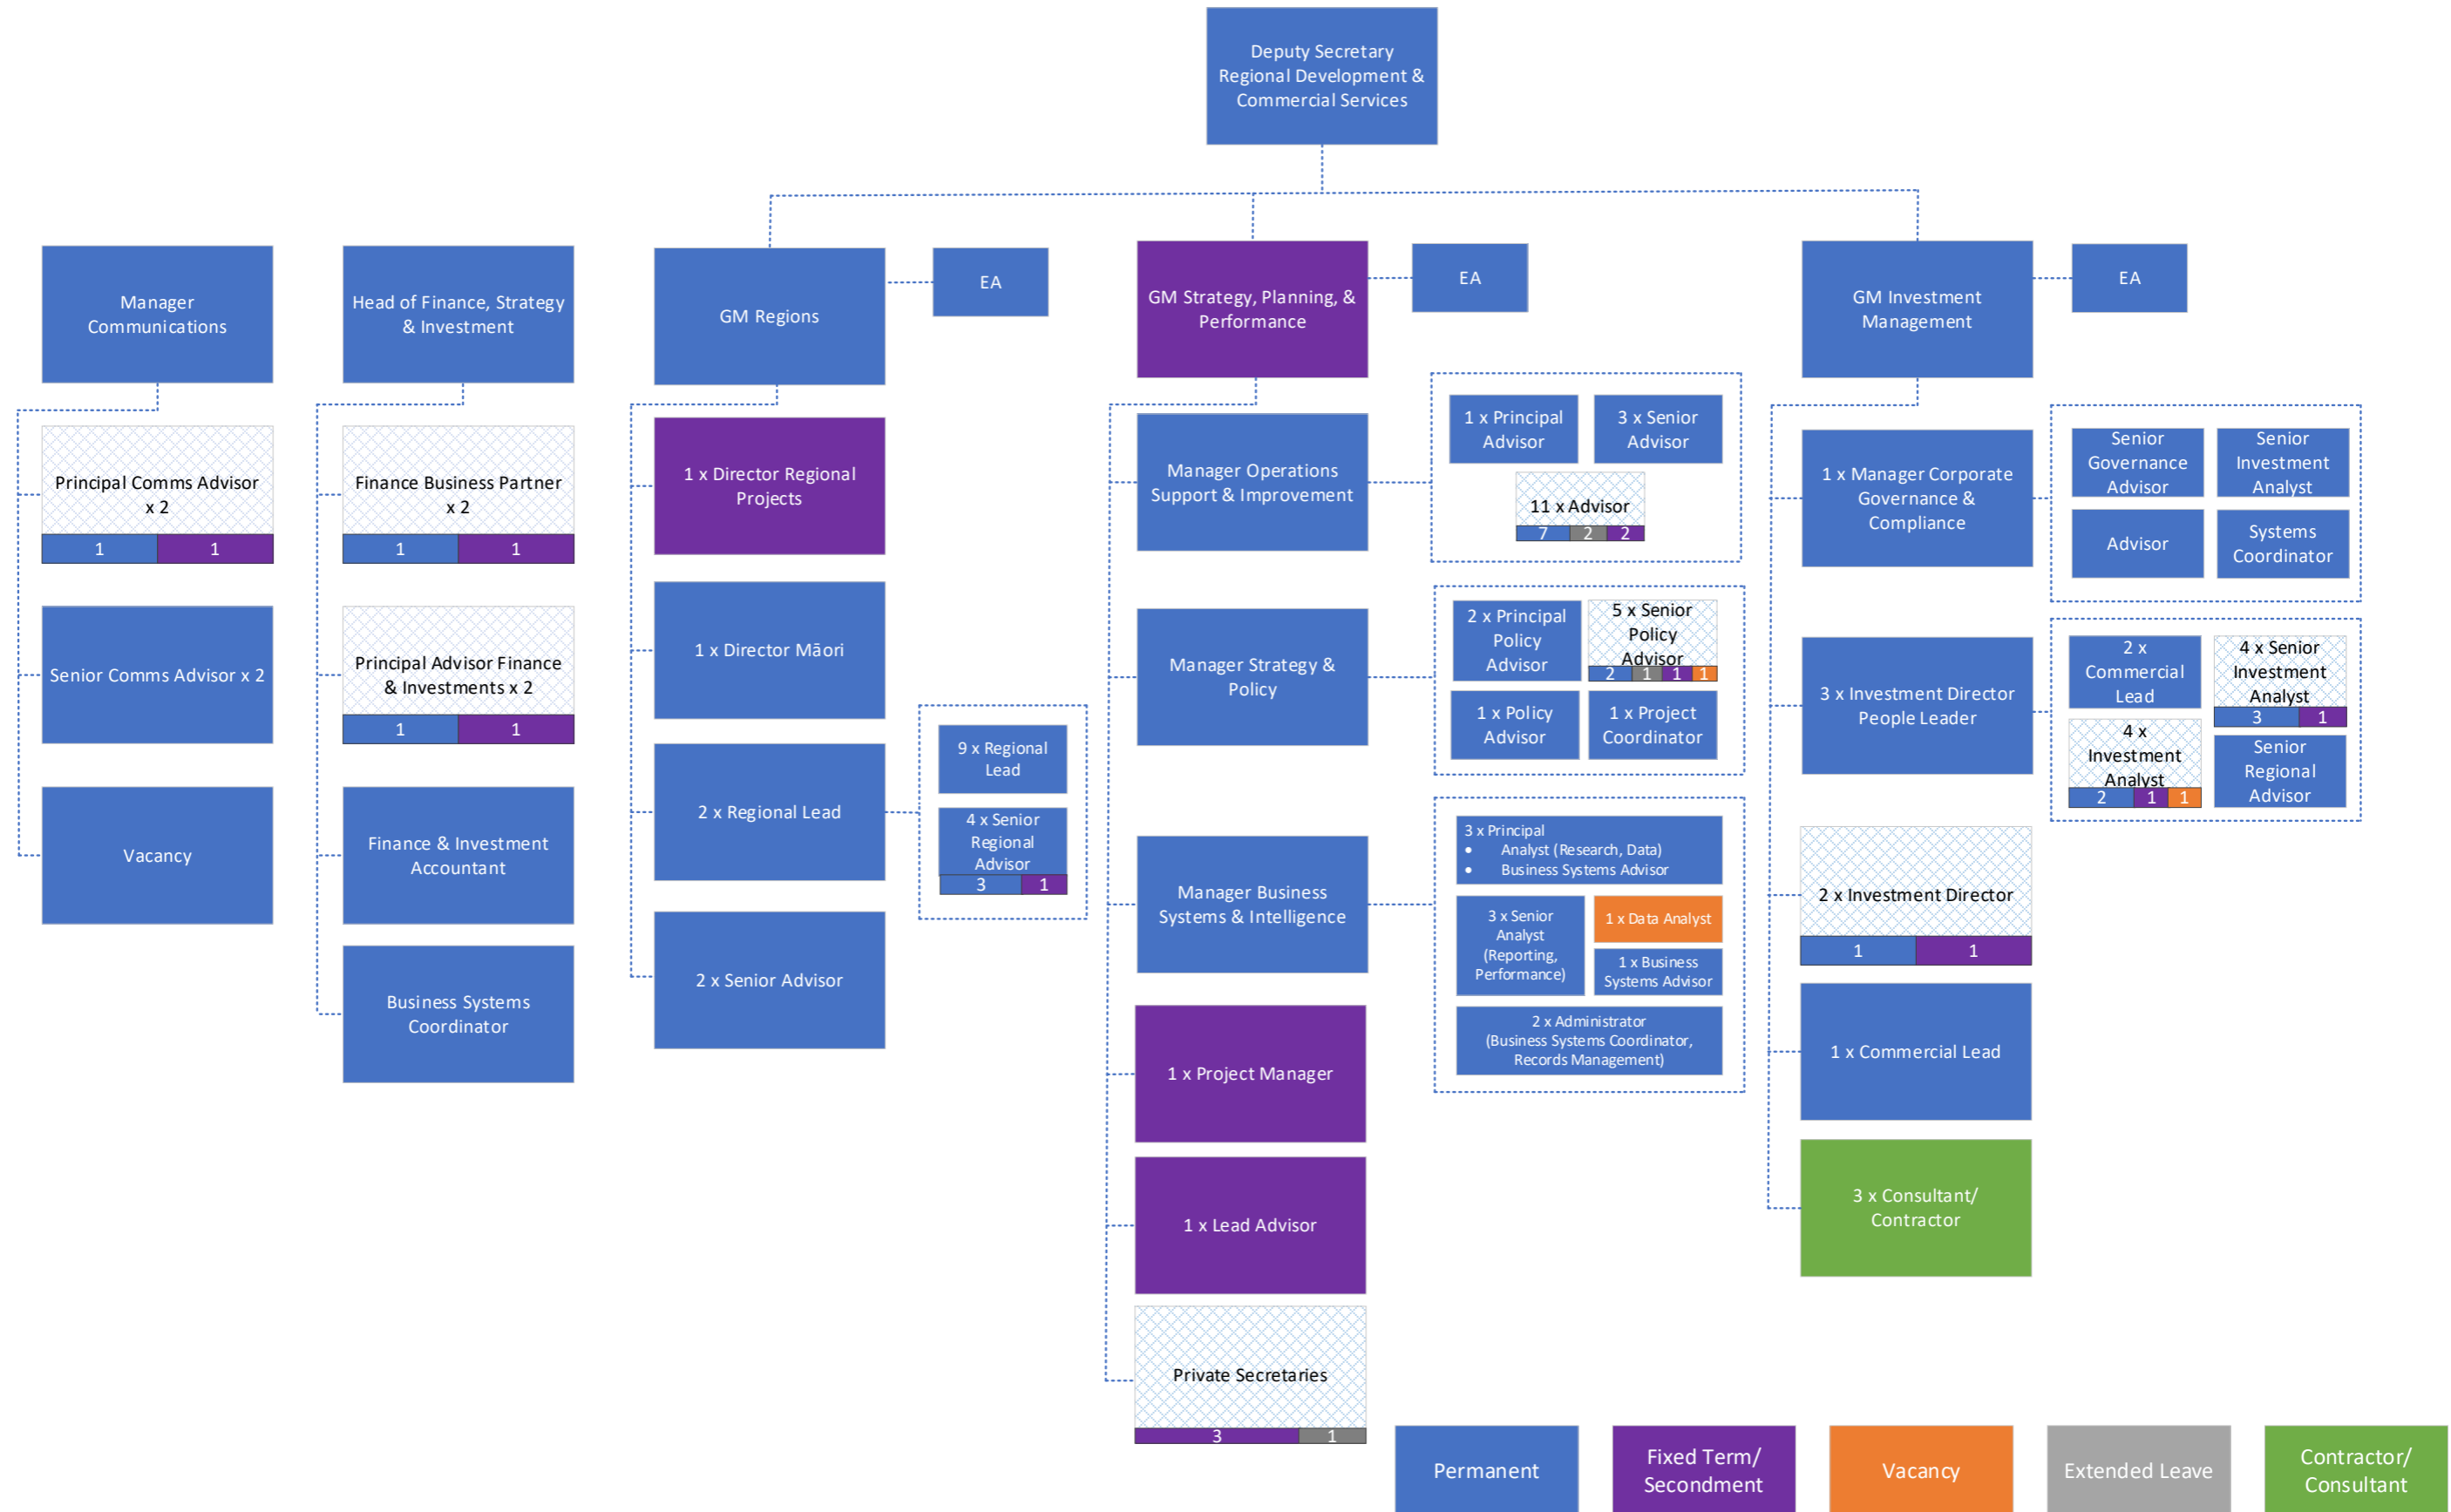 Deputy Secretary
Regional Development &
Commercial Services
Manager
Communications
Principal Comms Advisor
x 2
1 1
Senior Comms Advisor x 2
Vacancy
Head of Finance, Strategy
& Investment
Finance Business Partner
x 2
1 1
Principal Advisor Finance
& Investments x 2
1 1
Finance & Investment
Accountant
Business Systems
Coordinator
GM Regions
EA
1 x Director Regional
Projects
1 x Director Māori
2 x Regional Lead
9 x Regional
Lead
4 x Senior
Regional
Advisor
3 1
2 x Senior Advisor
GM Strategy, Planning, &
Performance
EA
Manager Operations
Support & Improvement
1 x Principal
Advisor
3 x Senior
Advisor
11 x Advisor
7 2 2
Manager Strategy &
Policy
2 x Principal
Policy
Advisor
5 x Senior
Policy
Advisor
2 1 1 1
1 x Policy
Advisor
1 x Project
Coordinator
Manager Business
Systems & Intelligence
3 x Principal
• Analyst (Research, Data)
• Business Systems Advisor
3 x Senior
Analyst
(Reporting,
Performance)
1 x Data Analyst
1 x Business
Systems Advisor
2 x Administrator
(Business Systems Coordinator,
Records Management)
1 x Project Manager
1 x Lead Advisor
Private Secretaries
3 1
GM Investment
Management
EA
1 x Manager Corporate
Governance &
Compliance
Senior
Governance
Advisor
Senior
Investment
Analyst
Advisor
Systems
Coordinator
3 x Investment Director
People Leader
2 x
Commercial
Lead
4 x Senior
Investment
Analyst
3 1
4 x
Investment
Analyst
2 1 1
Senior
Regional
Advisor
2 x Investment Director
1 1
1 x Commercial Lead
3 x Consultant/
Contractor
Permanent
Fixed Term/
Secondment
Vacancy
Extended Leave
Contractor/
Consultant